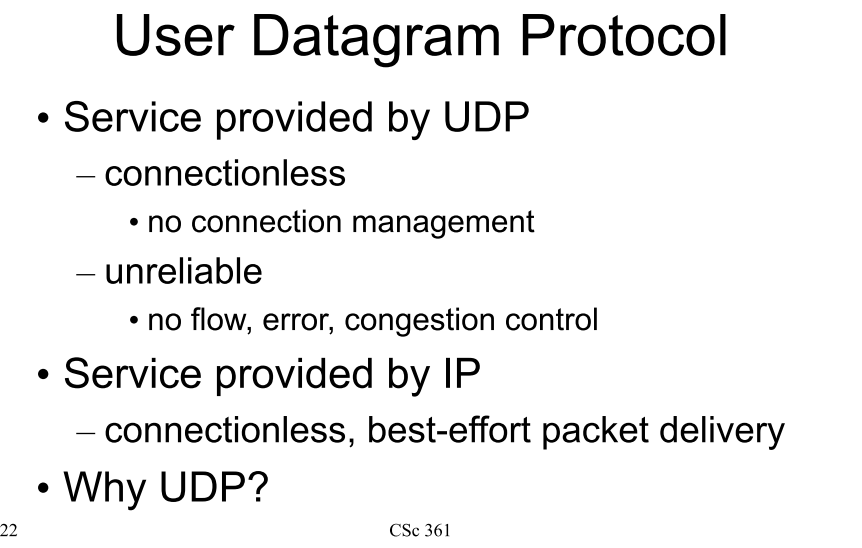 User Datagram Protocol
• Service provided by UDP
– connectionless
• no connection management
– unreliable
• no flow, error, congestion control
• Service provided by IP
– connectionless, best-effort packet delivery
• Why UDP?
22 CSc 361